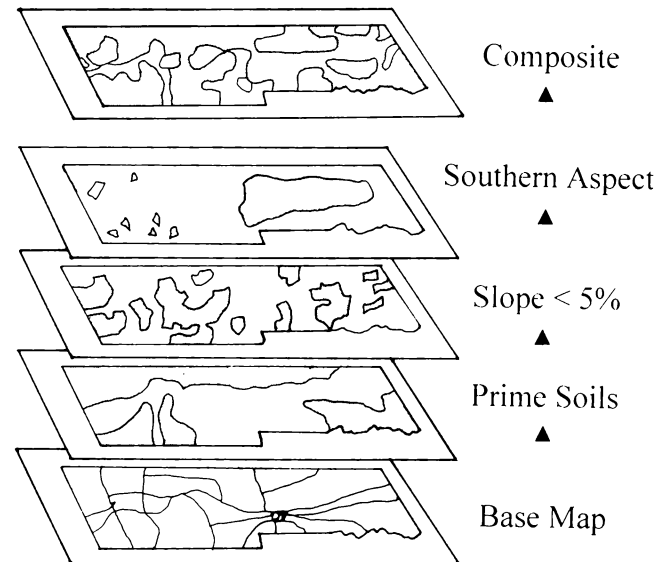 Composite
▲
Southern Aspect
▲
Slope < 5%
▲
Prime Soils
▲
Base Map